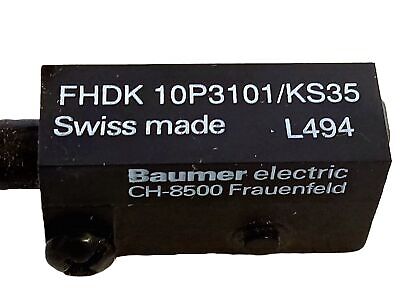 FHDK 10P3101/KS35
Swiss made L494
Baumer electric
CH-8500 Frauenfeld